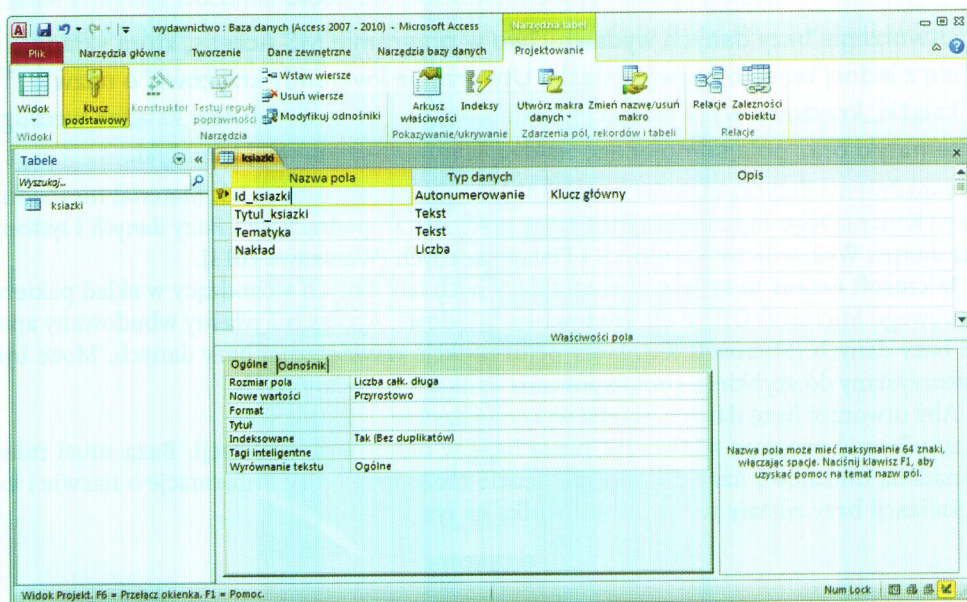 wydawnictwo : Baza danych (Access 2007 - 2010) - Microsoft Access
Narzędzia tabel
Plik
Narzędzia główne
Tworzenie
Dane zewnętrzne
Narzędzia bazy danych
Projektowanie
Widok
Klucz podstawowy
Konstruktor
Testuj reguły poprawności
Wstaw wiersze
Usuń wiersze
Modyfikuj odnośniki
Arkusz właściwości
Indeksy
Utwórz makra danych
Zmień nazwę/usuń makro
Relacje
Zależności obiektu
Widoki
Narzędzia
Pokazywanie/ukrywanie
Zdarzenia pól, rekordów i tabeli
Relacje
Tabele
Wyszukaj...
ksiazki
ksiazki
Nazwa pola
Typ danych
Opis
Id_ksiazki
Autonumerowanie
Klucz główny
Tytul_ksiazki
Tekst
Tematyka
Tekst
Nakład
Liczba
Właściwości pola
Ogólne
Odnośnik
Rozmiar pola
Liczba całk. długa
Nowe wartości
Przyrostowo
Format
Tytuł
Indeksowane
Tak (Bez duplikatów)
Tagi inteligentne
Wyrównanie tekstu
Ogólne
Nazwa pola może mieć maksymalnie 64 znaki,
włączając spacje. Naciśnij klawisz F1, aby
uzyskać pomoc na temat nazw pól.
Widok Projekt. F6 = Przełącz okienka. F1 = Pomoc.
Num Lock